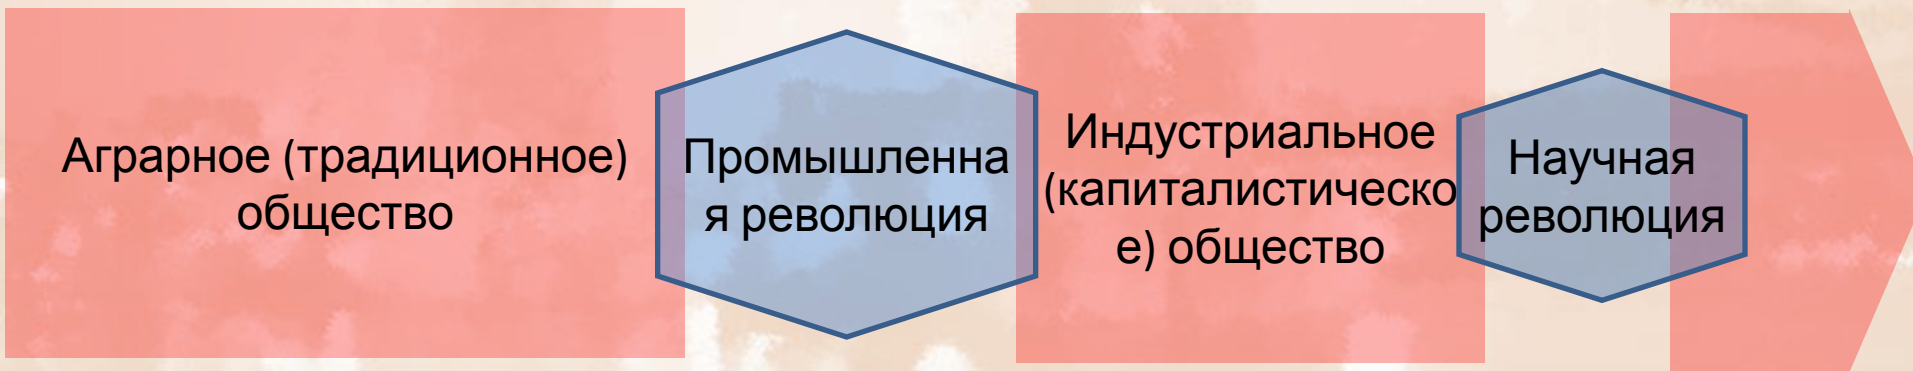 Аграрное (традиционное)
общество
Промышленна
я революция
Индустриальное
(капиталистическо
е) общество
Научная
революция